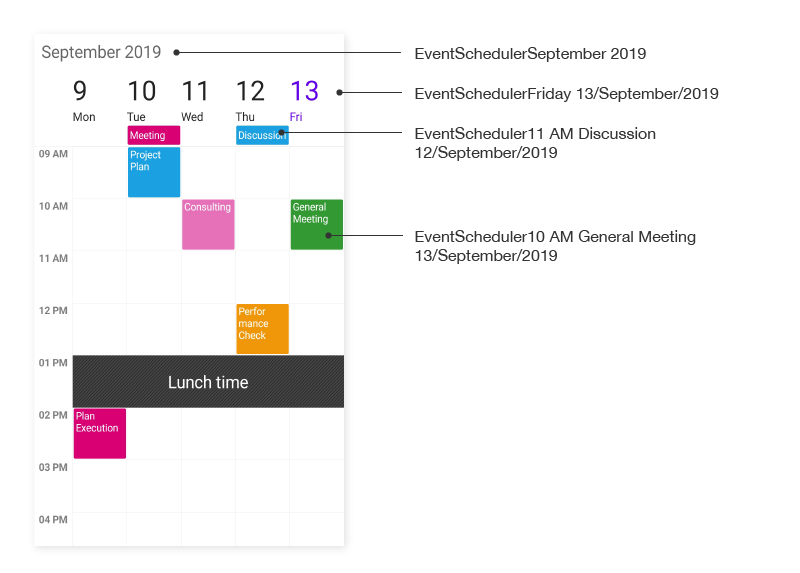 September 2019
EventSchedulerSeptember 2019
9
10
11
12
13
EventSchedulerFriday 13/September/2019
Mon
Tue
Wed
Thu
Fri
Meeting
Discussion
EventScheduler11 AM Discussion
12/September/2019
09 AM
Project
Plan
10 AM
Consulting
General
Meeting
EventScheduler10 AM General Meeting
13/September/2019
11 AM
12 PM
Perfor
mance
Check
01 PM
Lunch time
02 PM
Plan
Execution
03 PM
04 PM